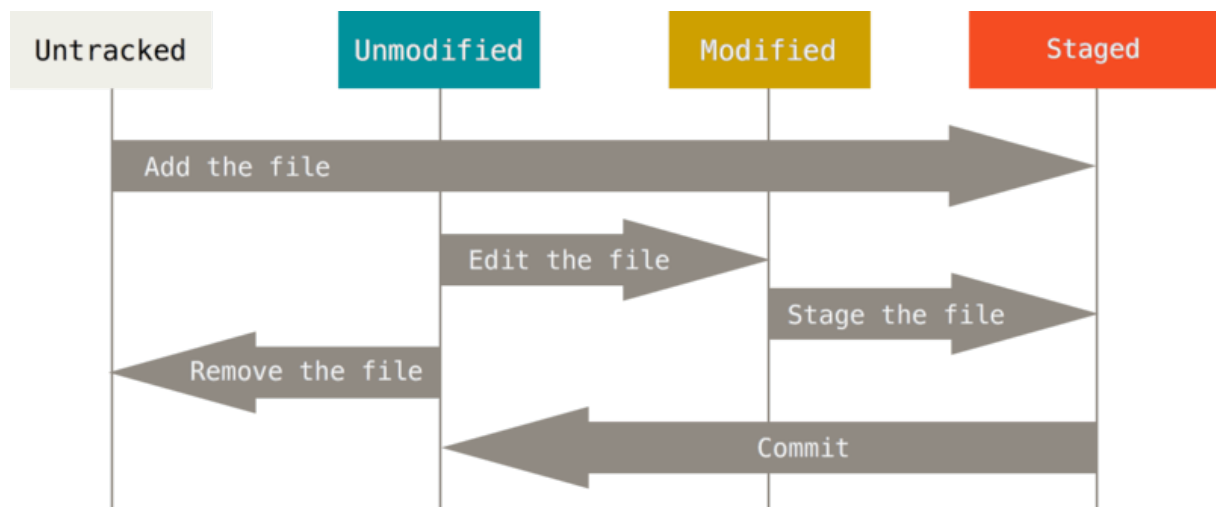 Untracked
Unmodified
Modified
Staged
Add the file
Edit the file
Stage the file
Remove the file
Commit